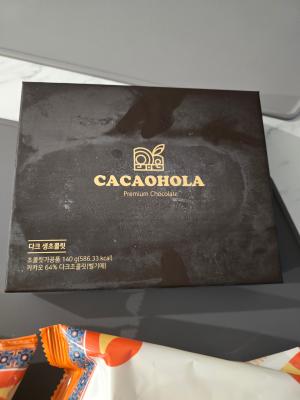 CACAOHOLA
Premium Chocolate
다크 생초콜릿
초콜릿가공품 140 g(586.33 kcal)
카카오 64% 다크초콜릿(벨기에)